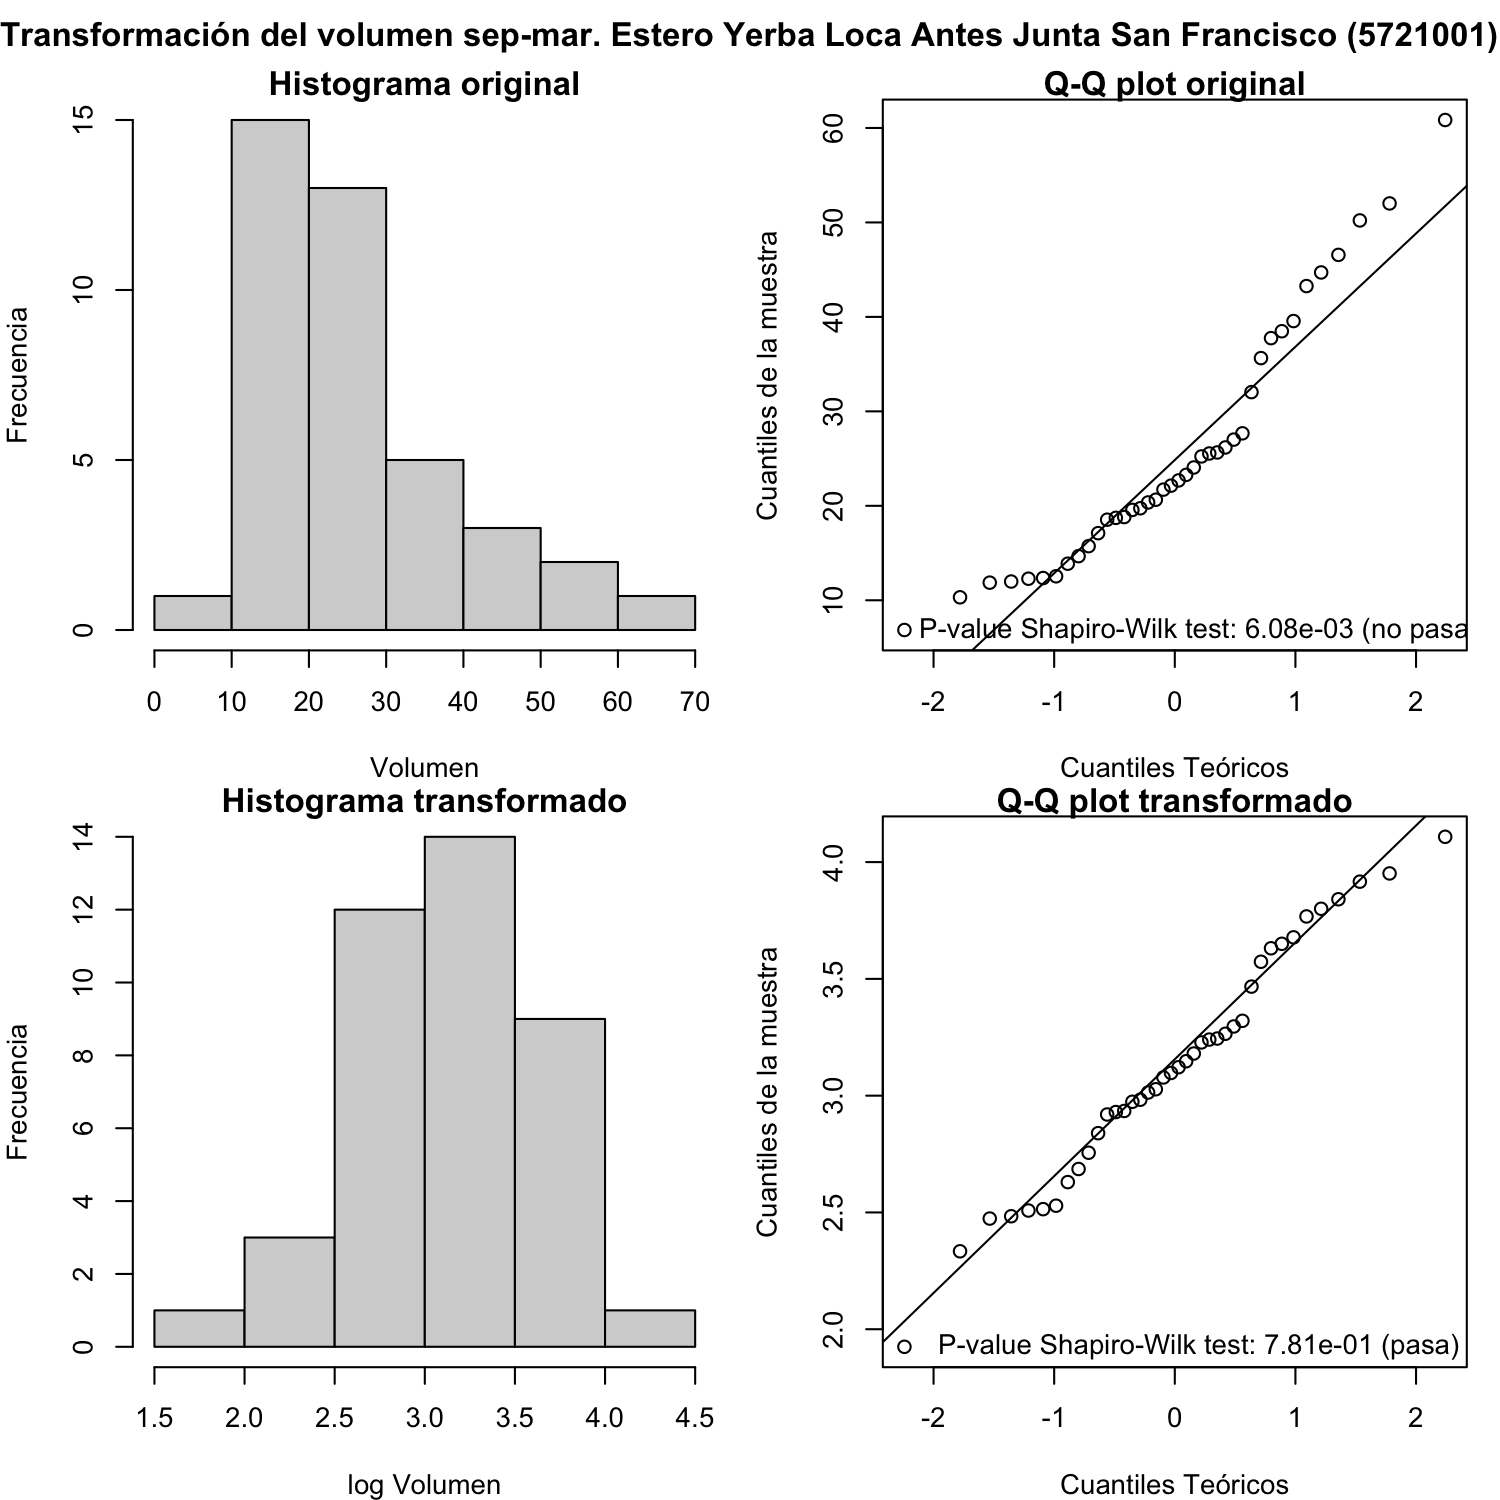 Transformación del volumen sep-mar. Estero Yerba Loca Antes Junta San Francisco (5721001)
Histograma original
Frecuencia
15
10
5
0
0 10 20 30 40 50 60 70
Volumen
Q-Q plot original
Cuantiles de la muestra
60
50
40
30
20
10
P-value Shapiro-Wilk test: 6.08e-03 (no pasa
-2 -1 0 1 2
Cuantiles Teóricos
Histograma transformado
Frecuencia
14
12
10
8
6
4
2
0
1.5 2.0 2.5 3.0 3.5 4.0 4.5
log Volumen
Q-Q plot transformado
Cuantiles de la muestra
4.0
3.5
3.0
2.5
2.0
P-value Shapiro-Wilk test: 7.81e-01 (pasa)
-2 -1 0 1 2
Cuantiles Teóricos